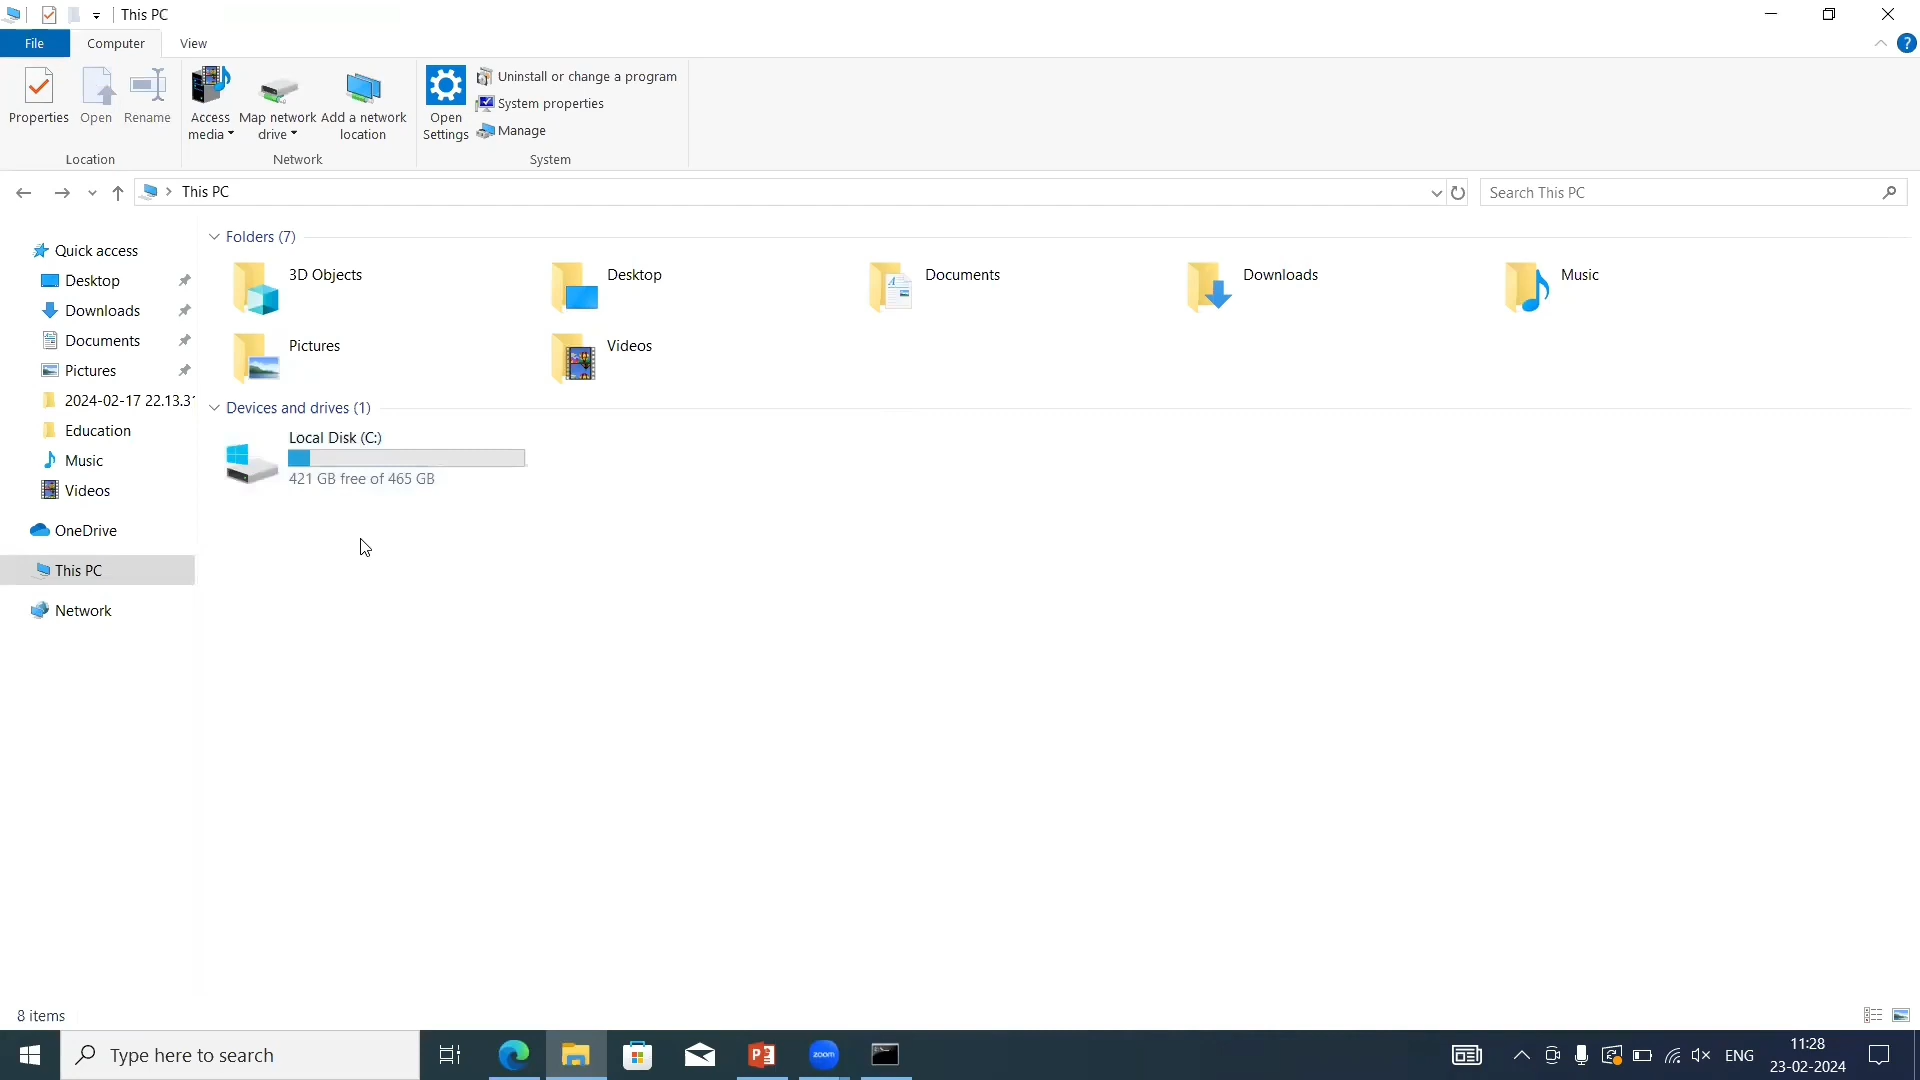 This PC
File
Computer
View
Properties
Open
Rename
Access
media
Map network
drive
Add a network
location
Open
Settings
Uninstall or change a program
System properties
Manage
Location
Network
System
This PC
Search This PC
Quick access
Desktop
Downloads
Documents
Pictures
2024-02-17 22.13.31
Education
Music
Videos
OneDrive
This PC
Network
Folders (7)
3D Objects
Desktop
Documents
Downloads
Music
Pictures
Videos
Devices and drives (1)
Local Disk (C:)
421 GB free of 465 GB
8 items
Type here to search
zoom
ENG
11:28
23-02-2024